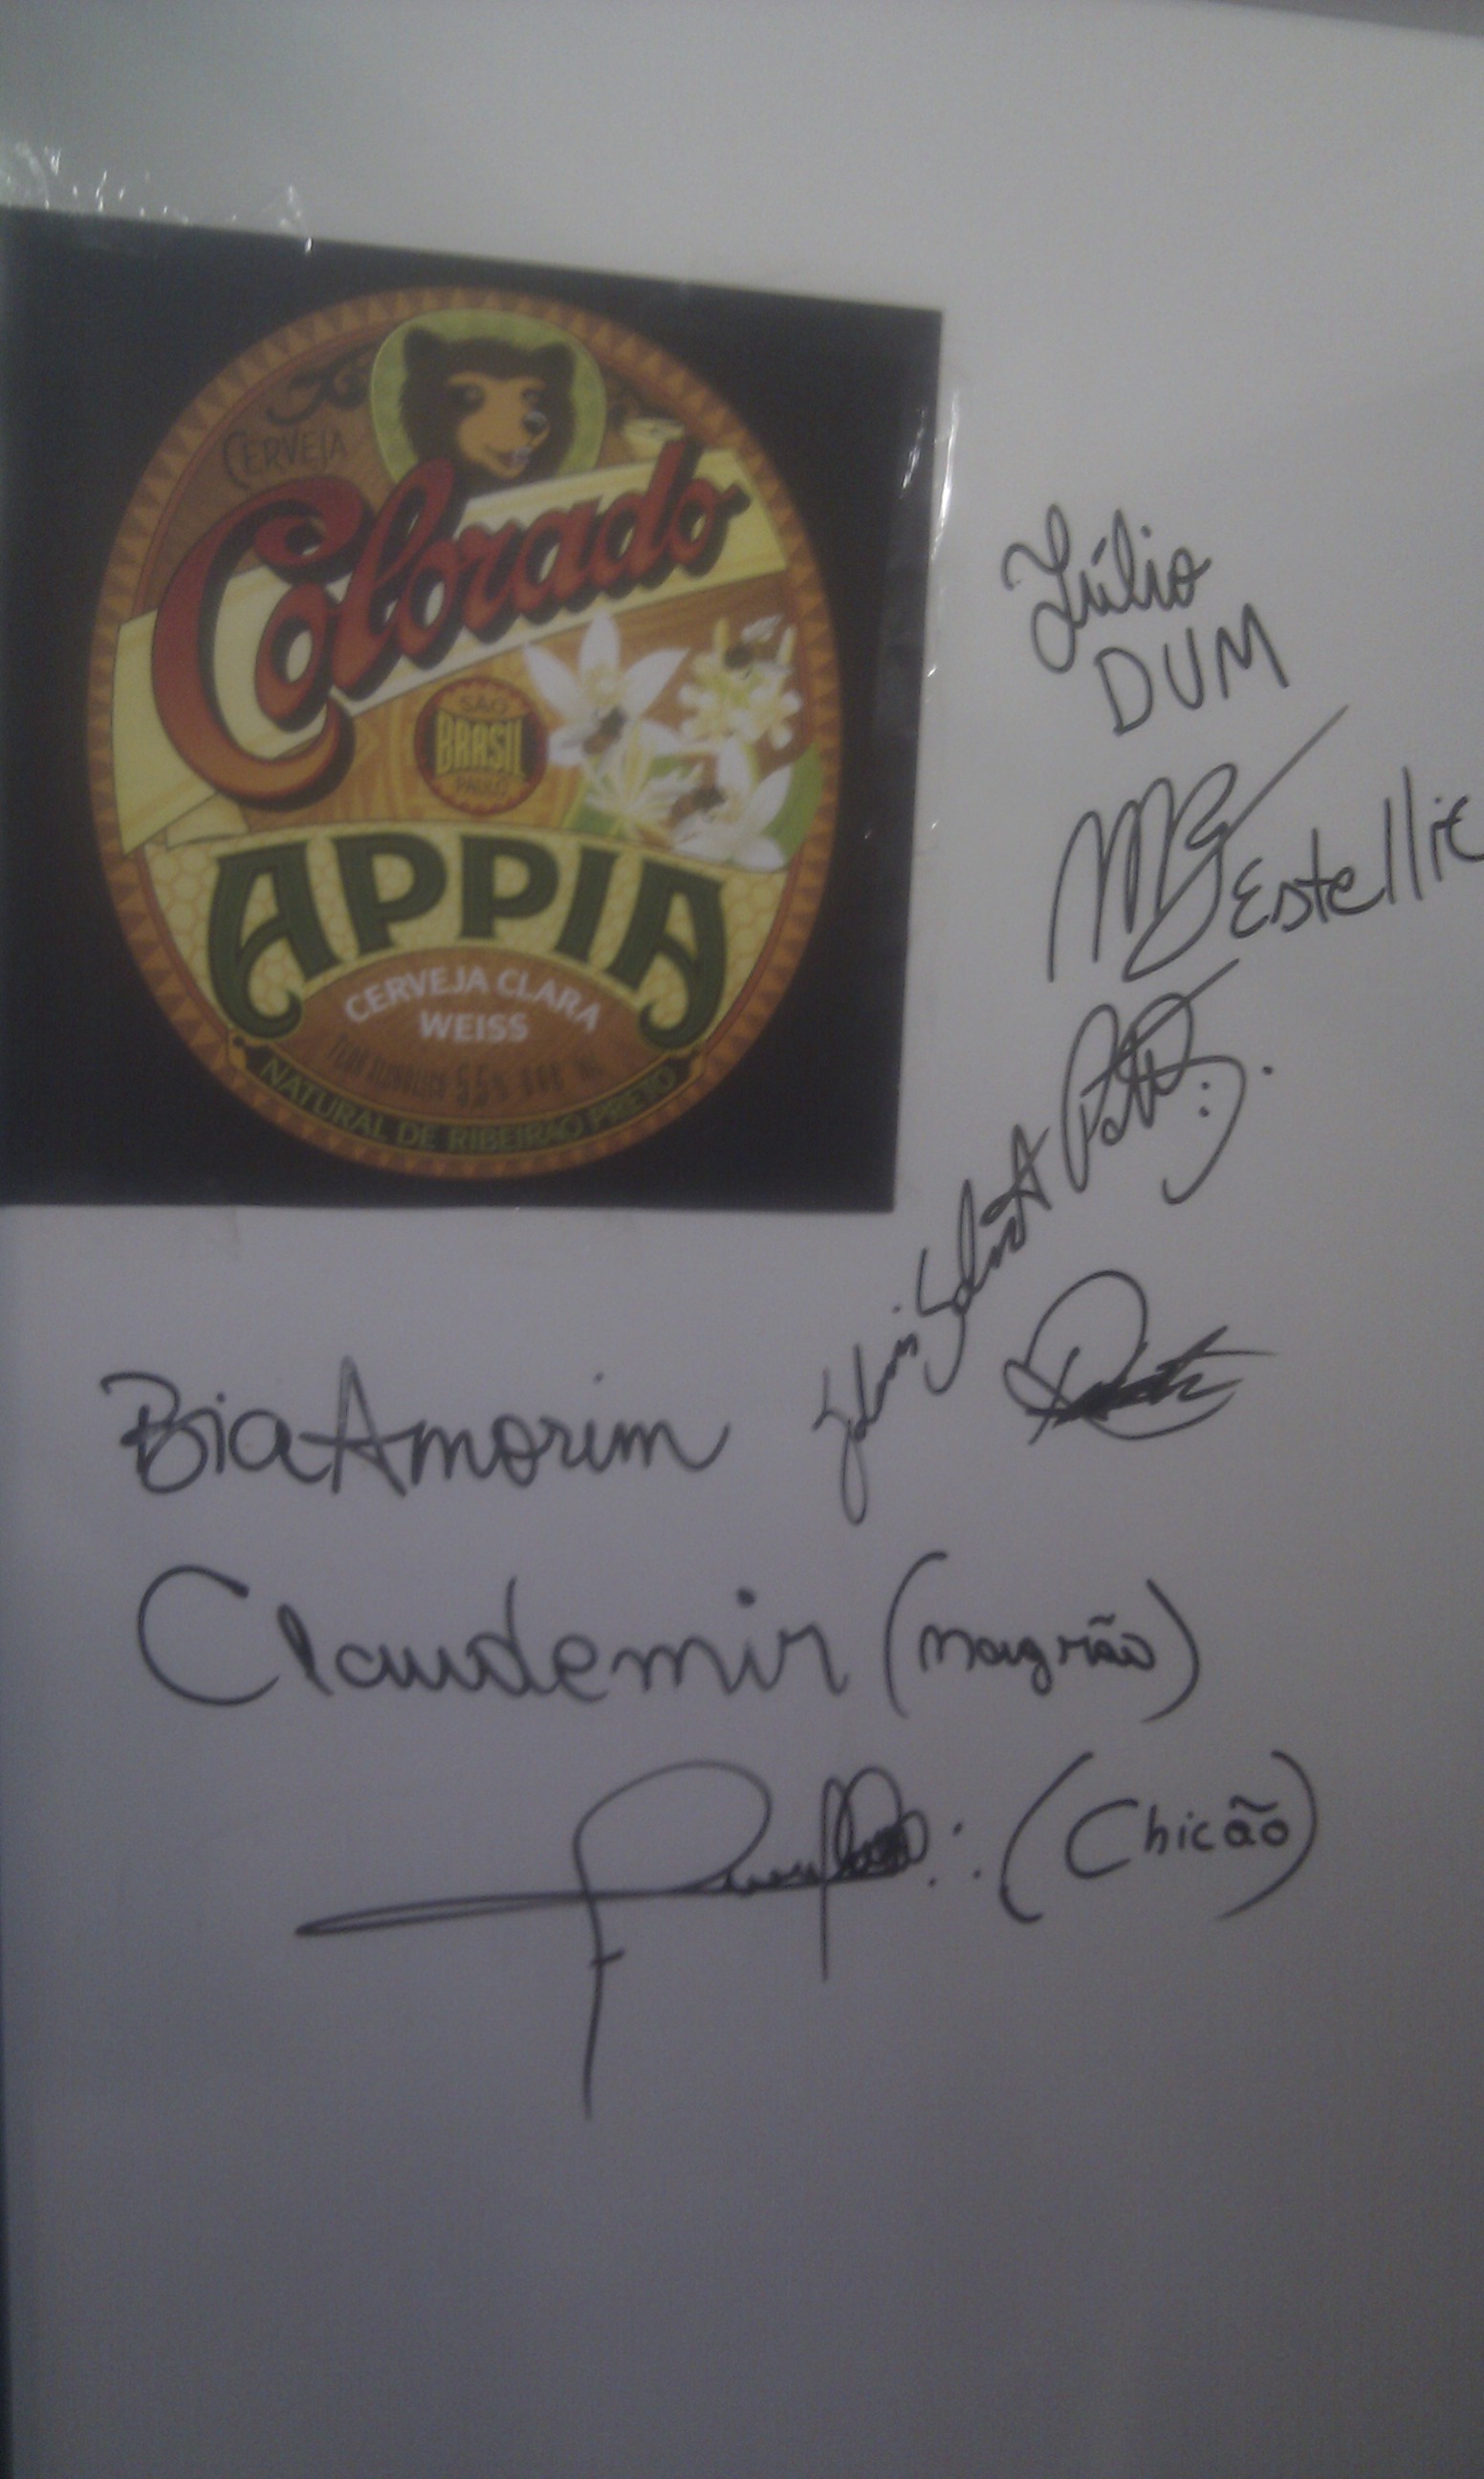 CERVEJA
Colorado
SÃO
BRASIL
PAULO
APPIA
CERVEJA CLARA
WEISS
NATURAL DE RIBEIRÃO PRETO
Júlio
DUM
Estellie
Bia Amorim
Claudemir (magrão)
(Chicão)